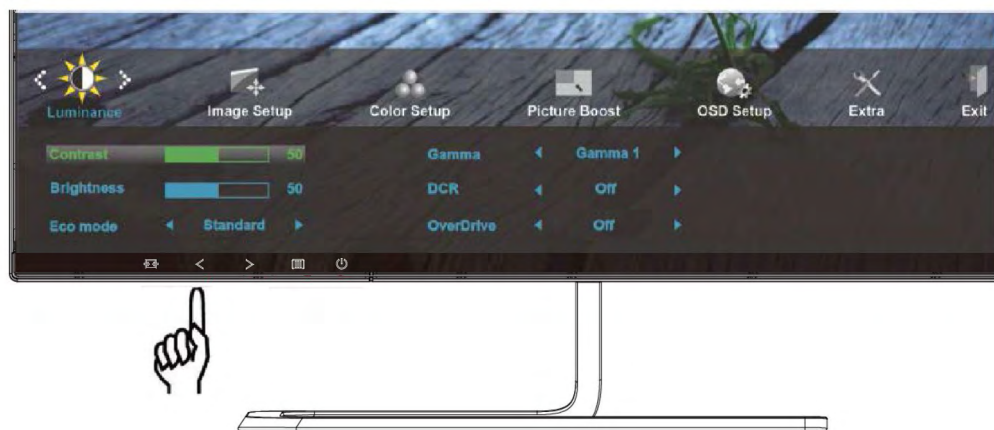 Luminance Image Setup Color Setup Picture Boost OSD Setup Extra Exit
Contrast 50 Gamma Gamma 1
Brightness 50 DCR Off
Eco mode Standard OverDrive Off